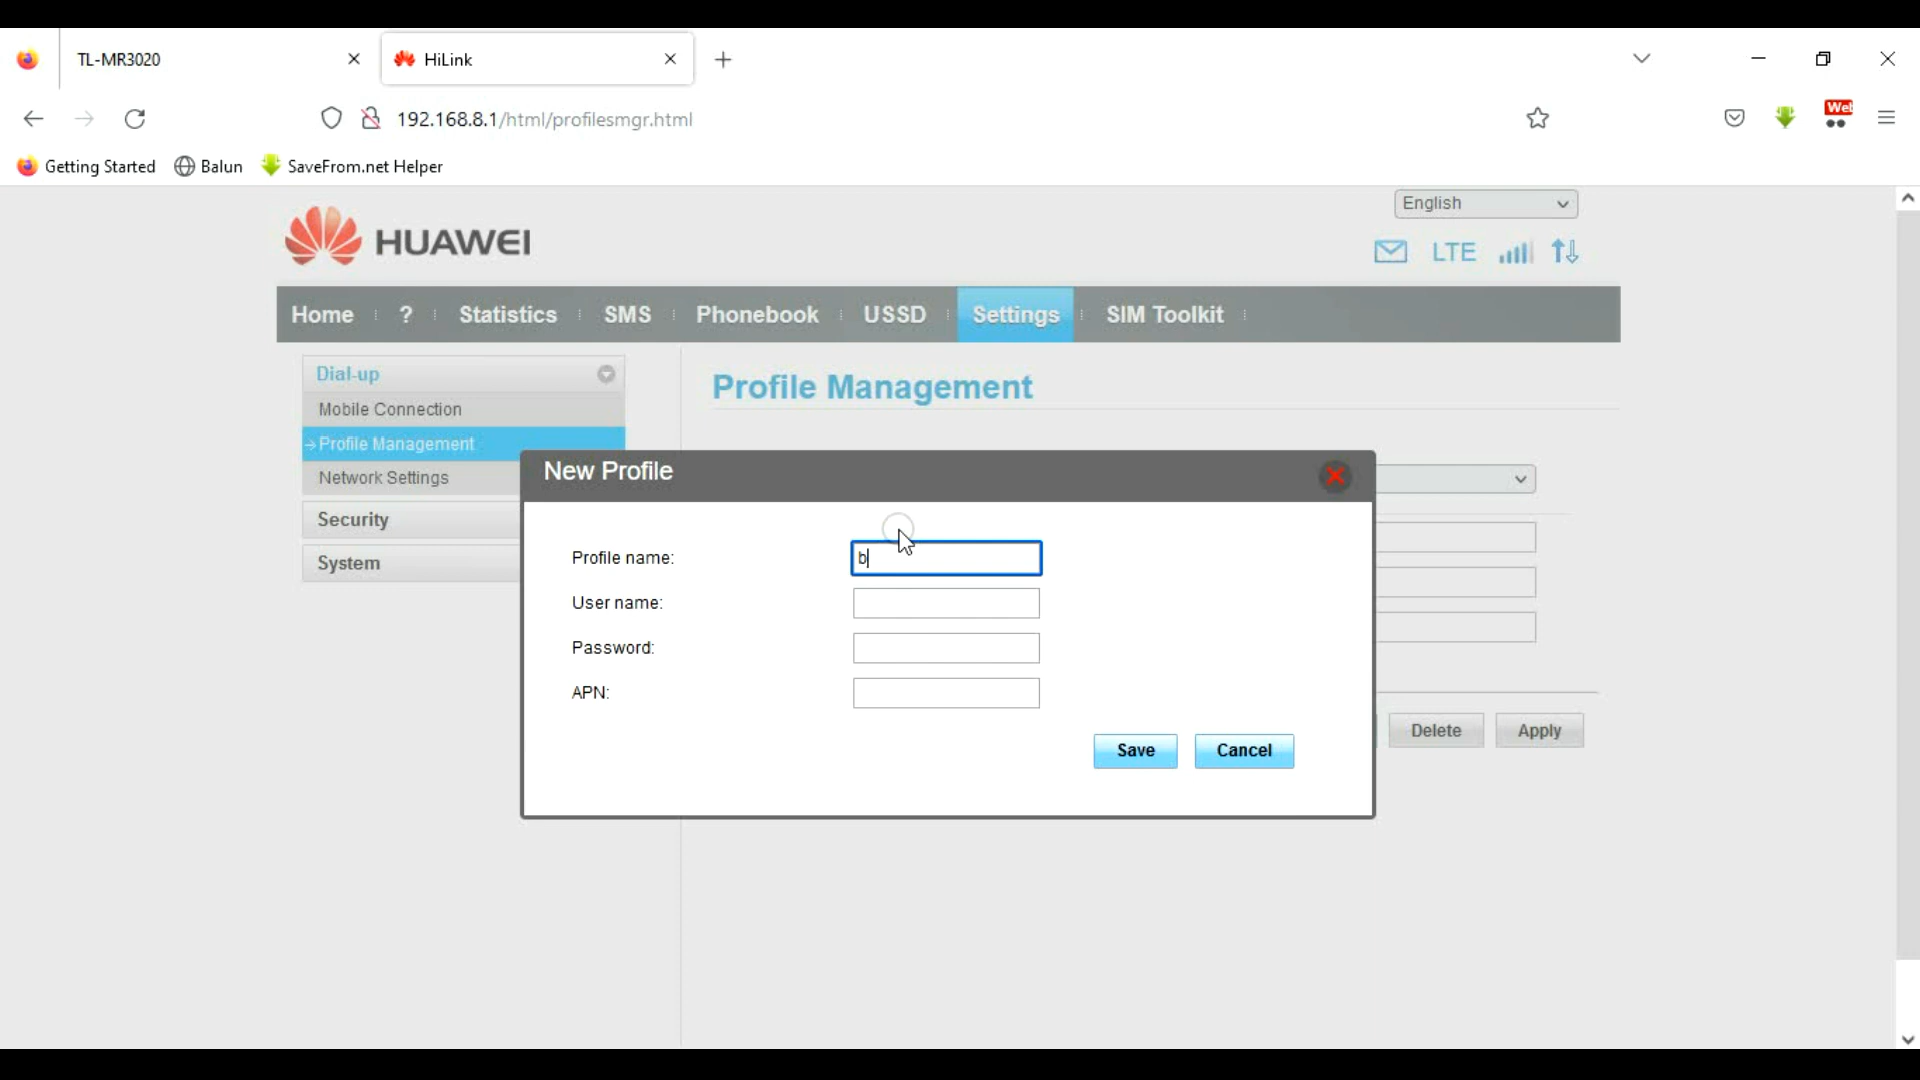 TL-MR3020
HiLink
192.168.8.1/html/profilesmgr.html
Getting Started
Balun
SaveFrom.net Helper
English
HUAWEI
LTE
Home
?
Statistics
SMS
Phonebook
USSD
Settings
SIM Toolkit
Dial-up
Mobile Connection
Profile Management
Network Settings
Security
System
Profile Management
New Profile
Profile name:
b
User name:
Password:
APN:
Save
Cancel
Delete
Apply